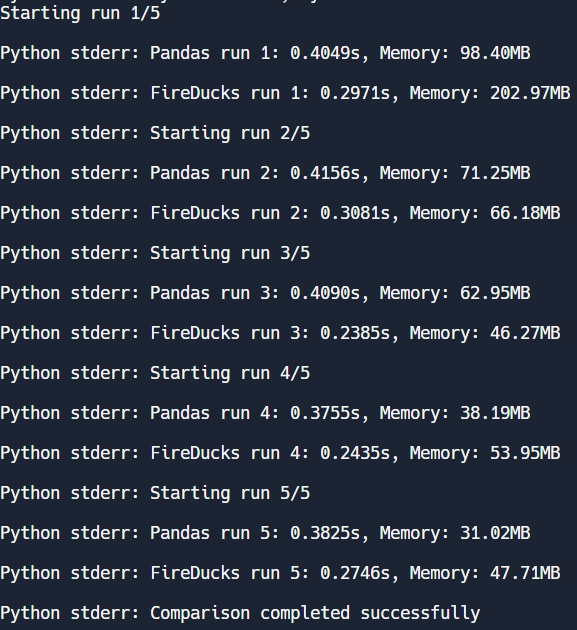 Starting run 1/5
Python stderr: Pandas run 1: 0.4049s, Memory: 98.40MB
Python stderr: FireDucks run 1: 0.2971s, Memory: 202.97MB
Python stderr: Starting run 2/5
Python stderr: Pandas run 2: 0.4156s, Memory: 71.25MB
Python stderr: FireDucks run 2: 0.3081s, Memory: 66.18MB
Python stderr: Starting run 3/5
Python stderr: Pandas run 3: 0.4090s, Memory: 62.95MB
Python stderr: FireDucks run 3: 0.2385s, Memory: 46.27MB
Python stderr: Starting run 4/5
Python stderr: Pandas run 4: 0.3755s, Memory: 38.19MB
Python stderr: FireDucks run 4: 0.2435s, Memory: 53.95MB
Python stderr: Starting run 5/5
Python stderr: Pandas run 5: 0.3825s, Memory: 31.02MB
Python stderr: FireDucks run 5: 0.2746s, Memory: 47.71MB
Python stderr: Comparison completed successfully